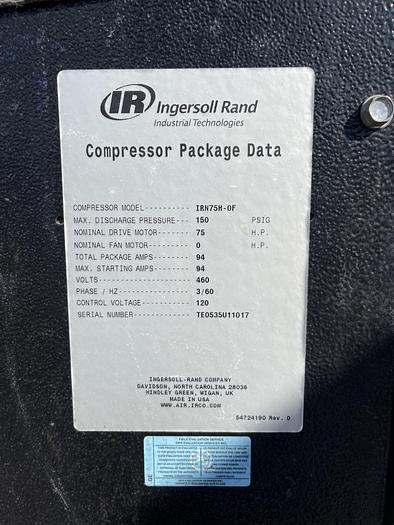 IR Ingersoll Rand
Industrial Technologies
Compressor Package Data
COMPRESSOR MODEL---------- IRN75H-OF
MAX. DISCHARGE PRESSURE--- 150 PSIG
NOMINAL DRIVE MOTOR------- 75 H.P.
NOMINAL FAN MOTOR--------- 0 H.P.
TOTAL PACKAGE AMPS-------- 94
MAX. STARTING AMPS-------- 94
VOLTS--------------------- 460
PHASE / HZ---------------- 3/60
CONTROL VOLTAGE----------- 120
SERIAL NUMBER------------- TE0535U11017
INGERSOLL-RAND COMPANY
DAVIDSON, NORTH CAROLINA 28036
HINDLEY GREEN, WIGAN, UK
MADE IN USA
WWW.AIR.IRCO.COM
54724190 Rev. D
FIELD EVALUATION SERVICE